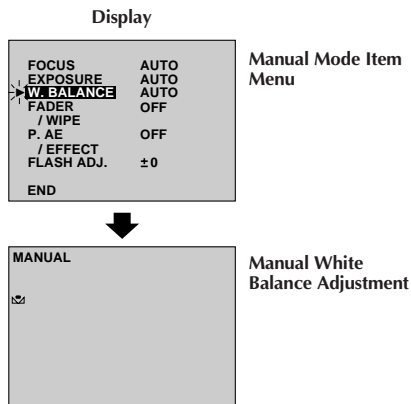 Display
FOCUS AUTO
EXPOSURE AUTO
W. BALANCE AUTO
FADER OFF
/ WIPE
P. AE OFF
/ EFFECT
FLASH ADJ. ±0
END
Manual Mode Item
Menu
MANUAL
Manual White
Balance Adjustment